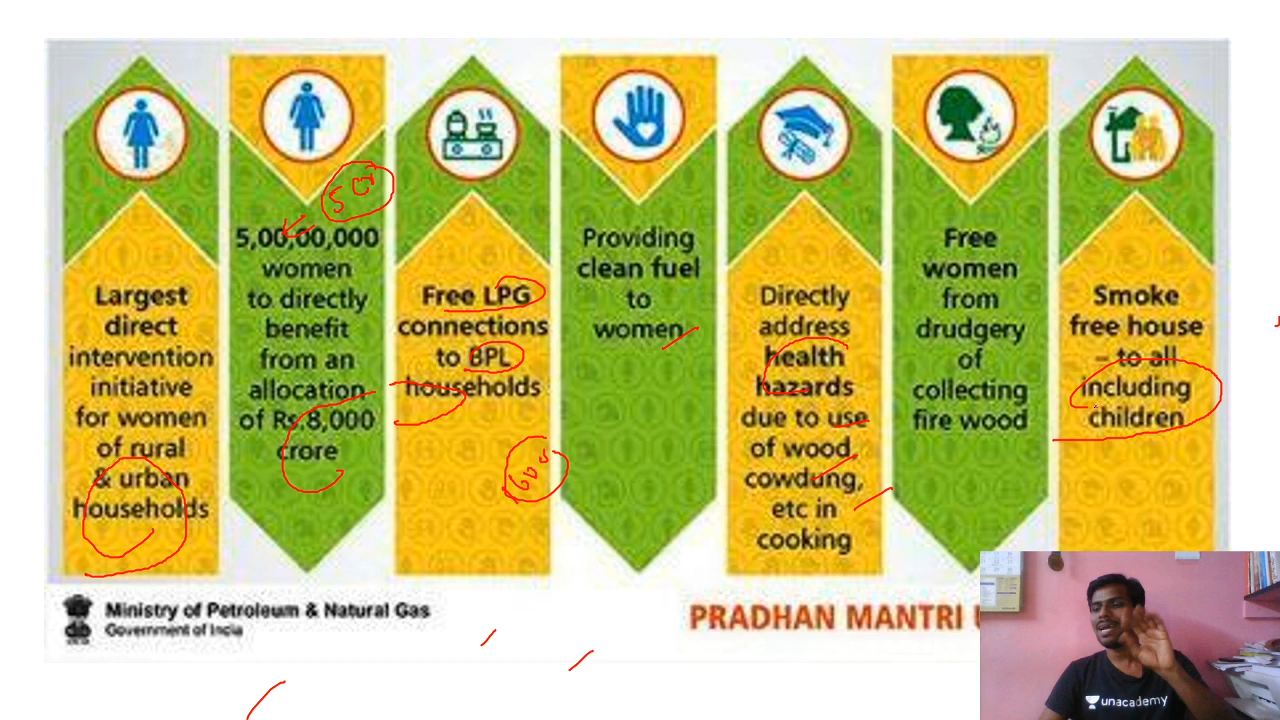 Largest
direct
intervention
initiative
for women
of rural
& urban
households
5,00,00,000
women
to directly
benefit
from an
allocation
of Rs.8,000
crore
5 Cr
Free LPG
connections
to BPL
households
Providing
clean fuel
to
women
Directly
address
health
hazards
due to use
of wood,
cowdung,
etc in
cooking
Free
women
from
drudgery
of
collecting
fire wood
Smoke
free house
– to all
including
children
Ministry of Petroleum & Natural Gas
Government of India
PRADHAN MANTRI
unacademy